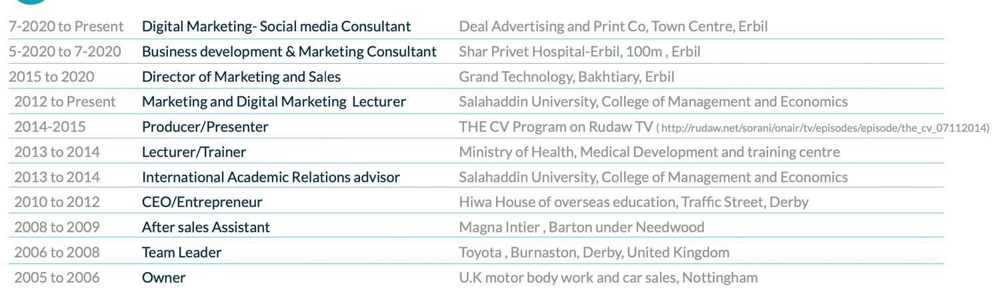 7-2020 to Present Digital Marketing- Social media Consultant Deal Advertising and Print Co, Town Centre, Erbil
5-2020 to 7-2020 Business development & Marketing Consultant Shar Privet Hospital-Erbil, 100m , Erbil
2015 to 2020 Director of Marketing and Sales Grand Technology, Bakhtiary, Erbil
2012 to Present Marketing and Digital Marketing Lecturer Salahaddin University, College of Management and Economics
2014-2015 Producer/Presenter THE CV Program on Rudaw TV ( http://rudaw.net/sorani/onair/tv/episodes/episode/the_cv_07112014)
2013 to 2014 Lecturer/Trainer Ministry of Health, Medical Development and training centre
2013 to 2014 International Academic Relations advisor Salahaddin University, College of Management and Economics
2010 to 2012 CEO/Entrepreneur Hiwa House of overseas education, Traffic Street, Derby
2008 to 2009 After sales Assistant Magna Intier , Barton under Needwood
2006 to 2008 Team Leader Toyota , Burnaston, Derby, United Kingdom
2005 to 2006 Owner U.K motor body work and car sales, Nottingham